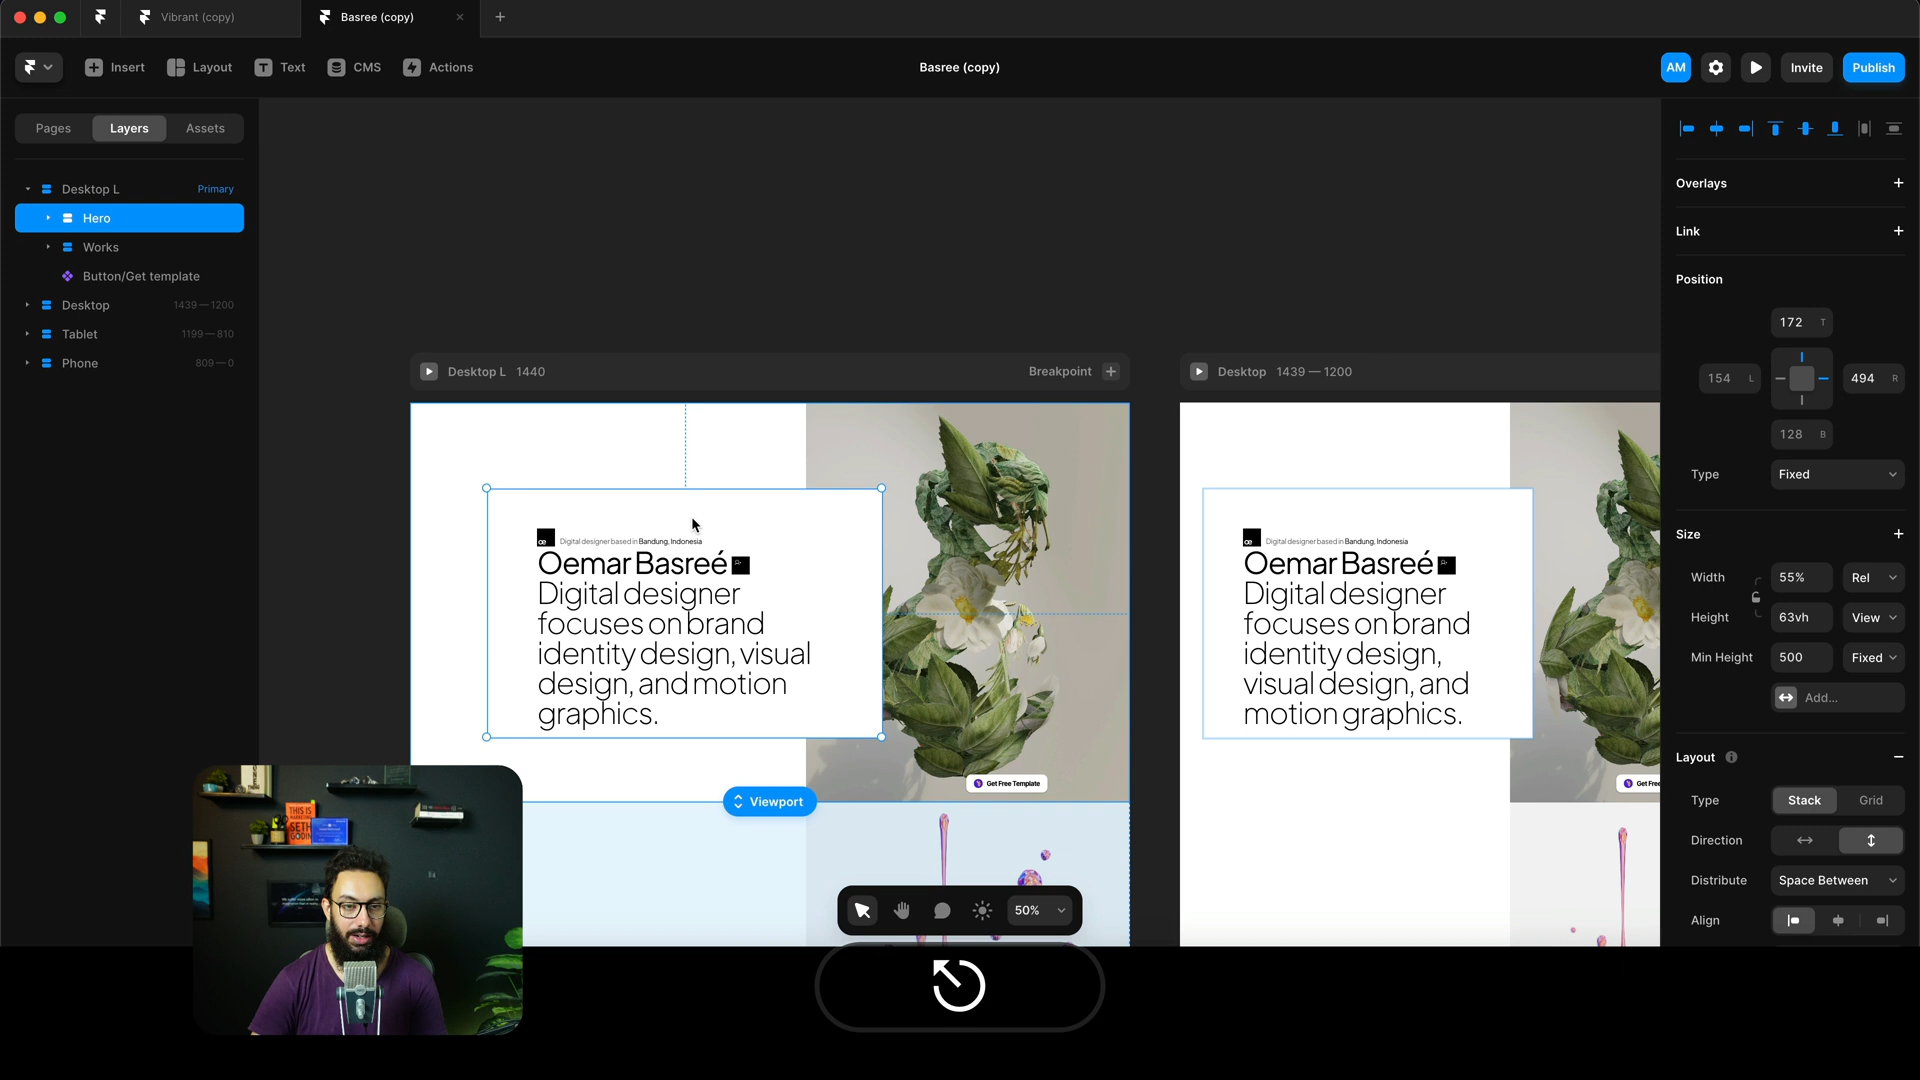 Vibrant (copy)
Basree (copy)
Insert
Layout
Text
CMS
Actions
Basree (copy)
AM
Invite
Publish
Pages
Layers
Assets
Desktop L
Primary
Hero
Works
Button/Get template
Desktop
1439 — 1200
Tablet
1199 — 810
Phone
809 — 0
Desktop L 1440
Breakpoint
Digital designer based in Bandung, Indonesia
Oemar Basreé
Digital designer
focuses on brand
identity design, visual
design, and motion
graphics.
Get Free Template
Viewport
Desktop 1439 — 1200
Digital designer based in Bandung, Indonesia
Oemar Basreé
Digital designer
focuses on brand
identity design,
visual design, and
motion graphics.
Get Free
50%
THIS IS
MARKETING
SETH
GODIN
Overlays
Link
Position
172 T
154 L
494 R
128 B
Type
Fixed
Size
Width
55%
Rel
Height
63vh
View
Min Height
500
Fixed
Add...
Layout
Type
Stack
Grid
Direction
Distribute
Space Between
Align